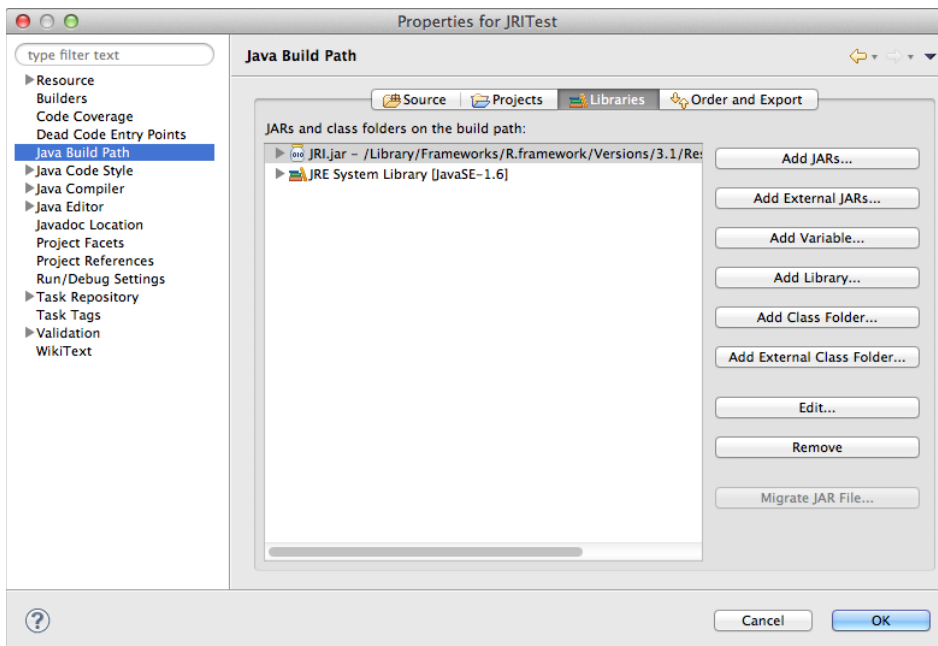 Properties for JRITest
type filter text
Resource
Builders
Code Coverage
Dead Code Entry Points
Java Build Path
Java Code Style
Java Compiler
Java Editor
Javadoc Location
Project Facets
Project References
Run/Debug Settings
Task Repository
Task Tags
Validation
WikiText
Java Build Path
Source Projects Libraries Order and Export
JARs and class folders on the build path:
JRI.jar – /Library/Frameworks/R.framework/Versions/3.1/Re
JRE System Library [JavaSE–1.6]
Add JARs...
Add External JARs...
Add Variable...
Add Library...
Add Class Folder...
Add External Class Folder...
Edit...
Remove
Migrate JAR File...
?
Cancel OK